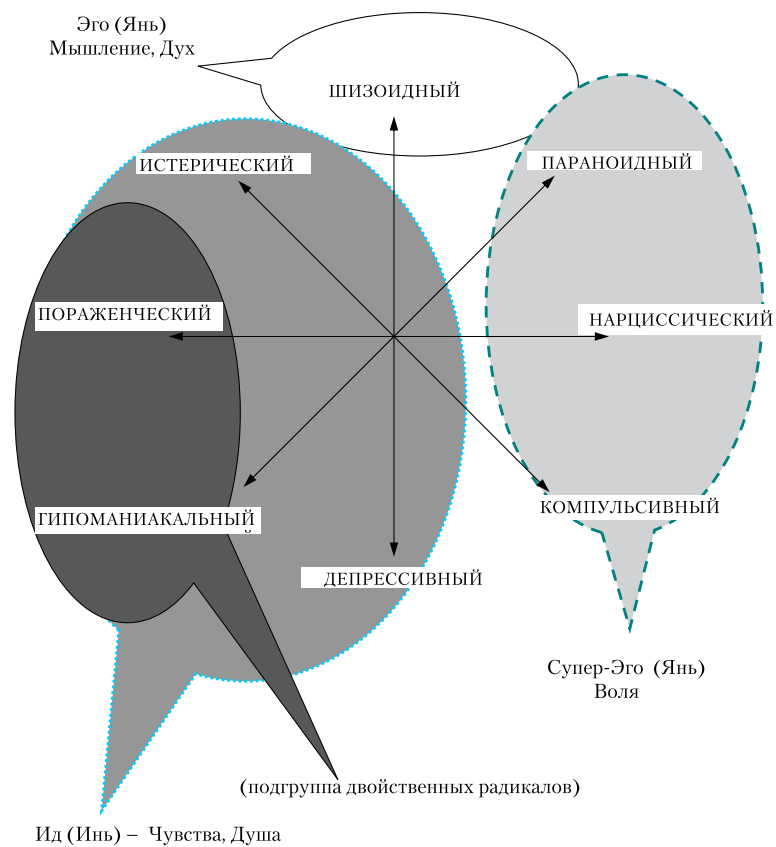 Эго (Янь)
Мышление, Дух
ШИЗОИДНЫЙ
ИСТЕРИЧЕСКИЙ
ПАРАНОИДНЫЙ
ПОРАЖЕНЧЕСКИЙ
НАРЦИССИЧЕСКИЙ
ГИПОМАНИАКАЛЬНЫЙ
КОМПУЛЬСИВНЫЙ
ДЕПРЕССИВНЫЙ
Супер-Эго (Янь)
Воля
(подгруппа двойственных радикалов)
Ид (Инь) – Чувства, Душа